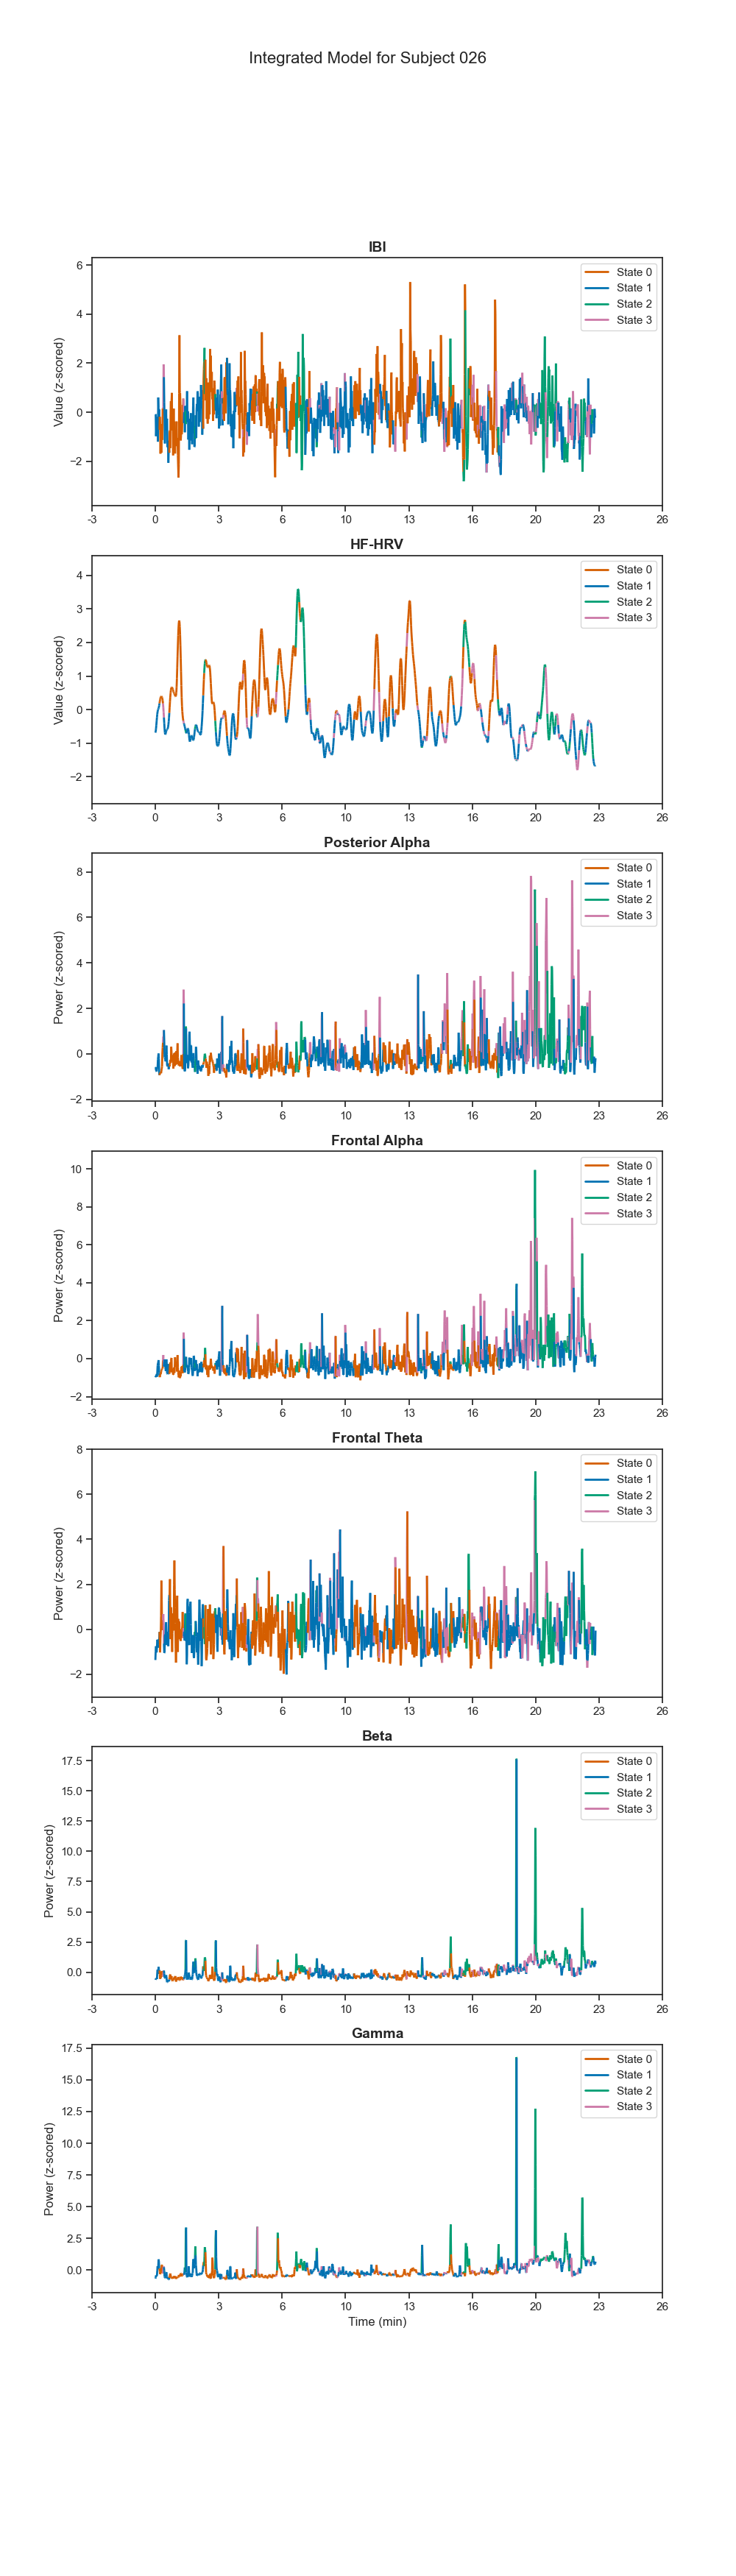 Integrated Model for Subject 026
IBI
Value (z-scored)
6
4
2
0
−2
State 0
State 1
State 2
State 3
-3 0 3 6 10 13 16 20 23 26
HF-HRV
Value (z-scored)
4
3
2
1
0
−1
−2
State 0
State 1
State 2
State 3
-3 0 3 6 10 13 16 20 23 26
Posterior Alpha
Power (z-scored)
8
6
4
2
0
−2
State 0
State 1
State 2
State 3
-3 0 3 6 10 13 16 20 23 26
Frontal Alpha
Power (z-scored)
10
8
6
4
2
0
−2
State 0
State 1
State 2
State 3
-3 0 3 6 10 13 16 20 23 26
Frontal Theta
Power (z-scored)
8
6
4
2
0
−2
State 0
State 1
State 2
State 3
-3 0 3 6 10 13 16 20 23 26
Beta
Power (z-scored)
17.5
15.0
12.5
10.0
7.5
5.0
2.5
0.0
State 0
State 1
State 2
State 3
-3 0 3 6 10 13 16 20 23 26
Gamma
Power (z-scored)
17.5
15.0
12.5
10.0
7.5
5.0
2.5
0.0
State 0
State 1
State 2
State 3
-3 0 3 6 10 13 16 20 23 26
Time (min)